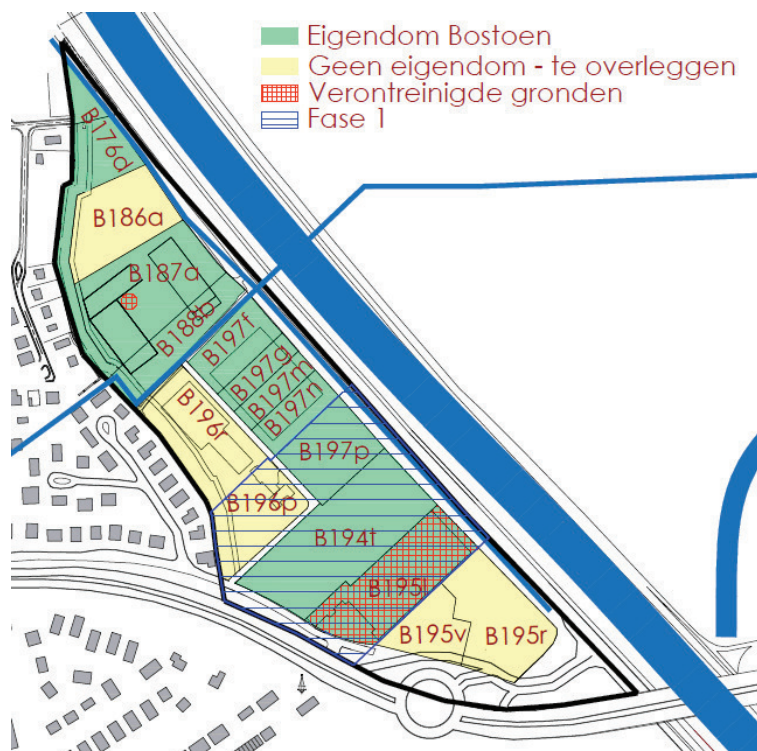 Eigendom Bostoen
Geen eigendom - te overleggen
Verontreinigde gronden
Fase 1
B176d
B186a
B187a
B188b
B197f
B197g
B197m
B197n
B196r
B197p
B196p
B194t
B195l
B195v
B195r